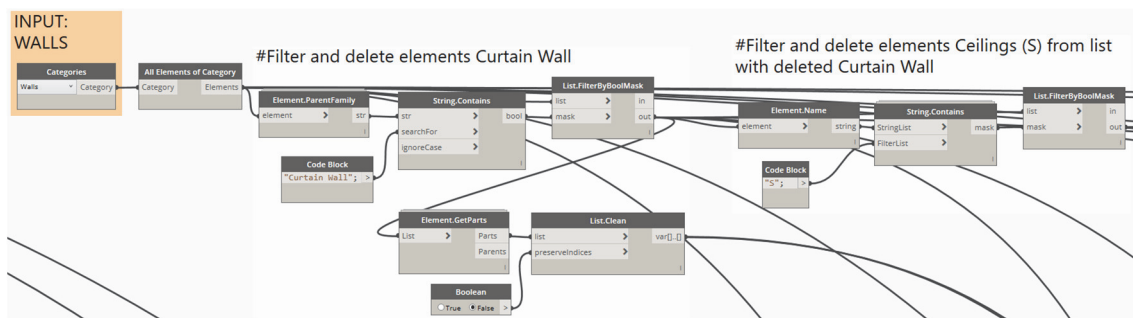 INPUT:
WALLS
Categories
Walls
Category
All Elements of Category
Category
Elements
#Filter and delete elements Curtain Wall
Element.ParentFamily
element
str
String.Contains
str
bool
searchFor
ignoreCase
Code Block
"Curtain Wall";
List.FilterByBoolMask
list
in
mask
out
Element.GetParts
List
Parts
Parents
List.Clean
list
var[]..[]
preserveIndices
Boolean
True
False
#Filter and delete elements Ceilings (S) from list
with deleted Curtain Wall
Element.Name
element
string
String.Contains
StringList
mask
FilterList
Code Block
"S";
List.FilterByBoolMask
list
in
mask
out